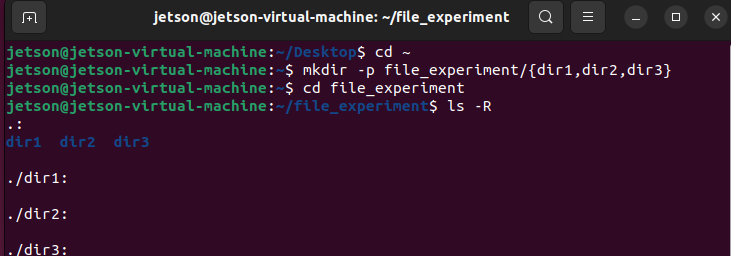 jetson@jetson-virtual-machine: ~/file_experiment
jetson@jetson-virtual-machine:~/Desktop$ cd ~
jetson@jetson-virtual-machine:~$ mkdir -p file_experiment/{dir1,dir2,dir3}
jetson@jetson-virtual-machine:~$ cd file_experiment
jetson@jetson-virtual-machine:~/file_experiment$ ls -R
.:
dir1  dir2  dir3
./dir1:
./dir2:
./dir3: